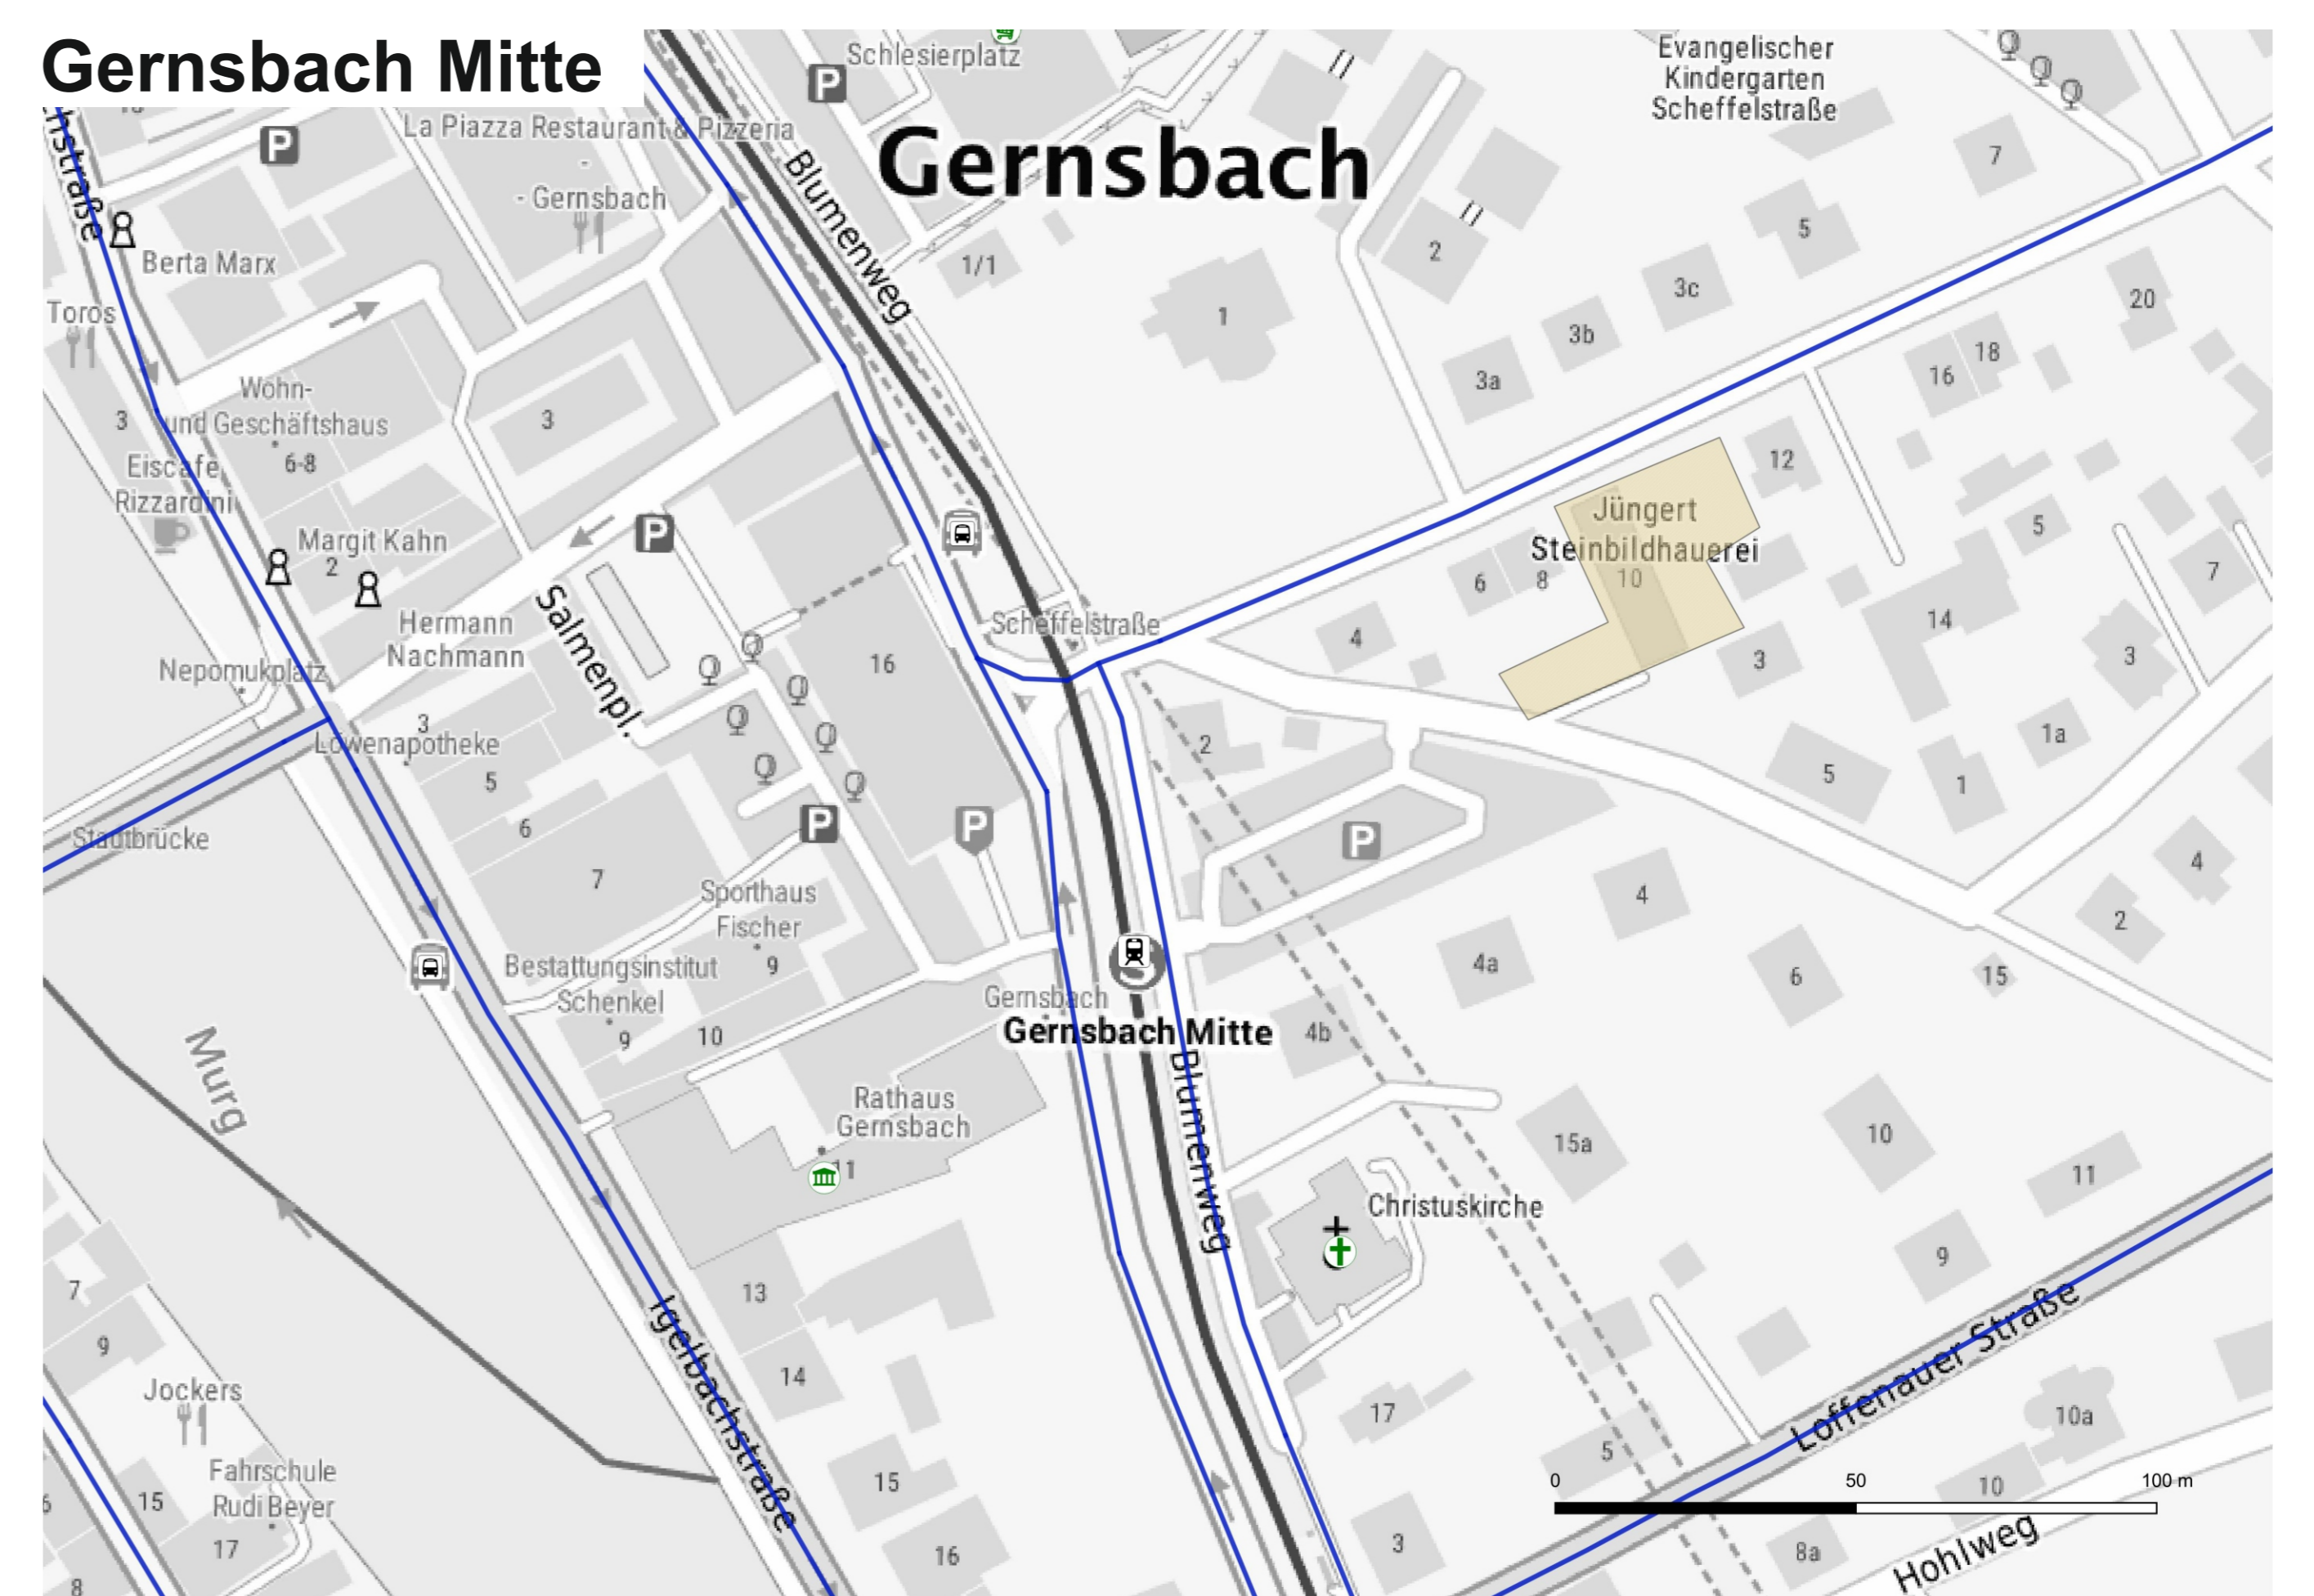 Gernsbach Mitte
Schlesierplatz
Evangelischer
Kindergarten
Scheffelstraße
La Piazza Restaurant & Pizzeria
-
- Gernsbach
Gernsbach
Blumenweg
P
P
Berta Marx
Toros
1/1
1
2
7
5
3c
3b
3a
20
18
16
12
Wohn-
und Geschäftshaus
6-8
3
3
Eiscafe
Rizzardini
Margit Kahn
2
P
Hermann
Nachmann
Salmenpl.
Nepomukplatz
3
Löwenapotheke
5
6
7
16
Scheffelstraße
Jüngert
Steinbildhauerei
6
8
10
4
3
14
5
7
3
1a
1
5
2
Stadtbrücke
P
P
P
4
2
4
4a
6
15
Sporthaus
Fischer
9
Bestattungsinstitut
Schenkel
9
10
Gernsbach
Gernsbach Mitte
4b
Murg
Blumenweg
Rathaus
Gernsbach
11
15a
10
11
Christuskirche
9
7
9
13
14
Igelbachstraße
17
Loffenauer Straße
10a
Jockers
Fahrschule
Rudi Beyer
15
17
15
16
5
3
10
8a
8
0 50 100 m
Hohlweg